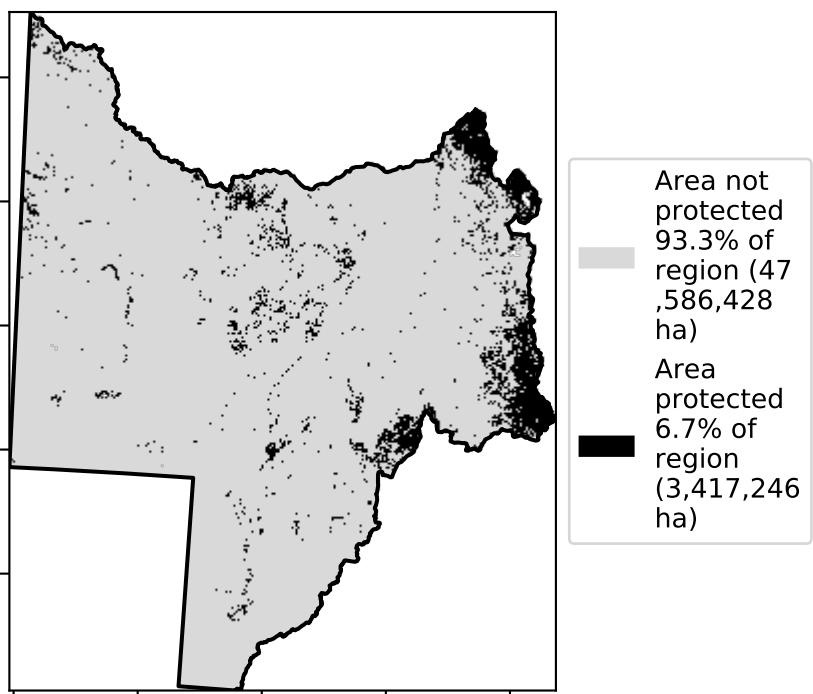 Area not
protected
93.3% of
region (47
,586,428
ha)
Area
protected
6.7% of
region
(3,417,246
ha)